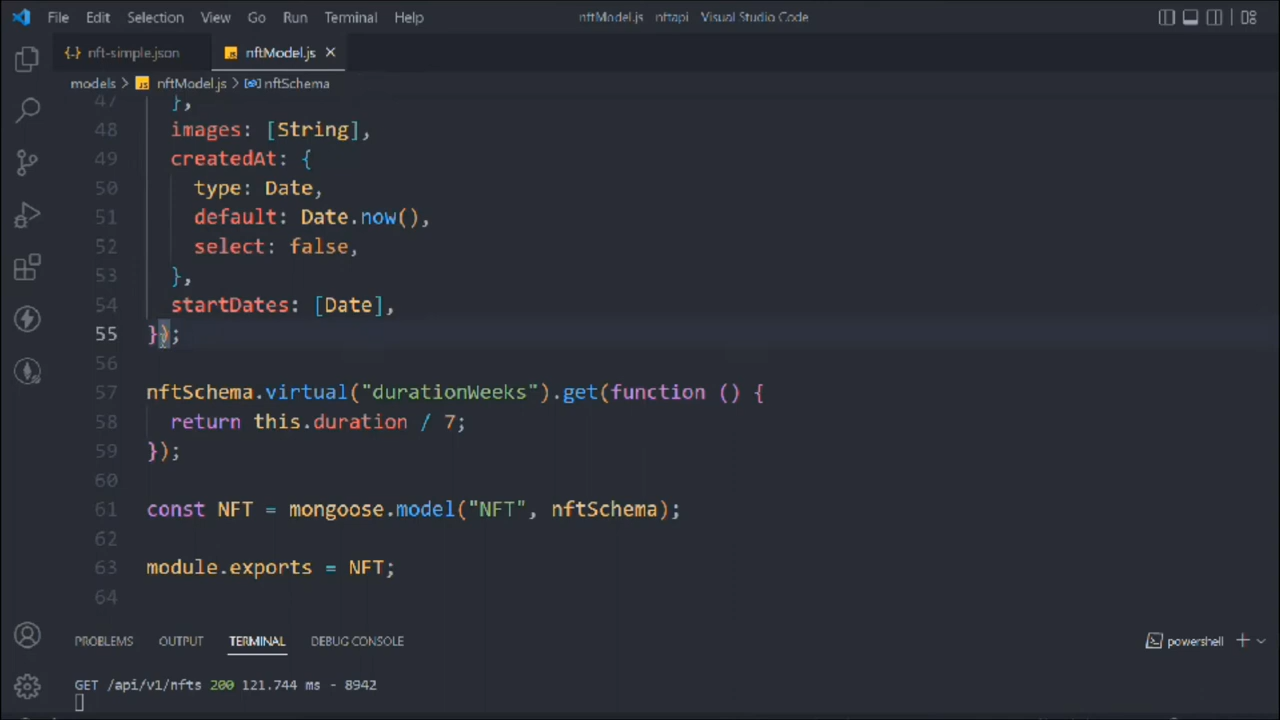 File Edit Selection View Go Run Terminal Help nftModel.js nftapi Visual Studio Code
{..} nft-simple.json JS nftModel.js ×
models > JS nftModel.js > nftSchema
47 },
48 images: [String],
49 createdAt: {
50 type: Date,
51 default: Date.now(),
52 select: false,
53 },
54 startDates: [Date],
55 });
56
57 nftSchema.virtual("durationWeeks").get(function () {
58 return this.duration / 7;
59 });
60
61 const NFT = mongoose.model("NFT", nftSchema);
62
63 module.exports = NFT;
64
PROBLEMS OUTPUT TERMINAL DEBUG CONSOLE powershell
GET /api/v1/nfts 200 121.744 ms - 8942